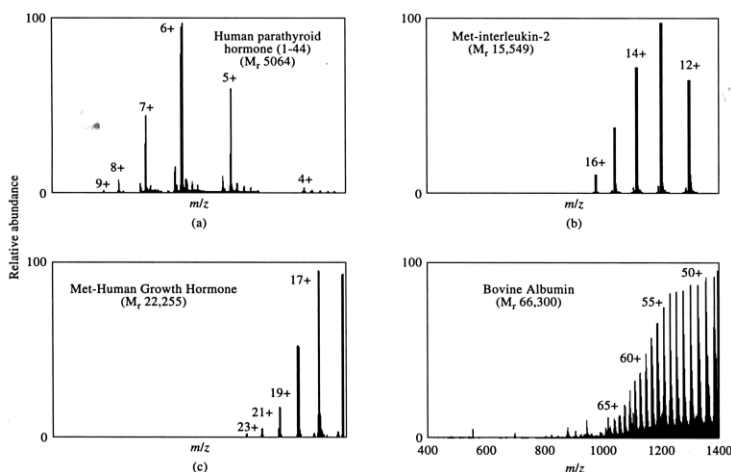 100
6+
Human parathyroid
hormone (1-44)
(Mr 5064)
5+
7+
8+
9+
4+
0
m/z
(a)
100
Met-interleukin-2
(Mr 15,549)
14+
12+
16+
0
m/z
(b)
Relative abundance
100
Met-Human Growth Hormone
(Mr 22,255)
17+
19+
21+
23+
0
m/z
(c)
100
Bovine Albumin
(Mr 66,300)
50+
55+
60+
65+
0
400 600 800 1000 1200 1400
m/z